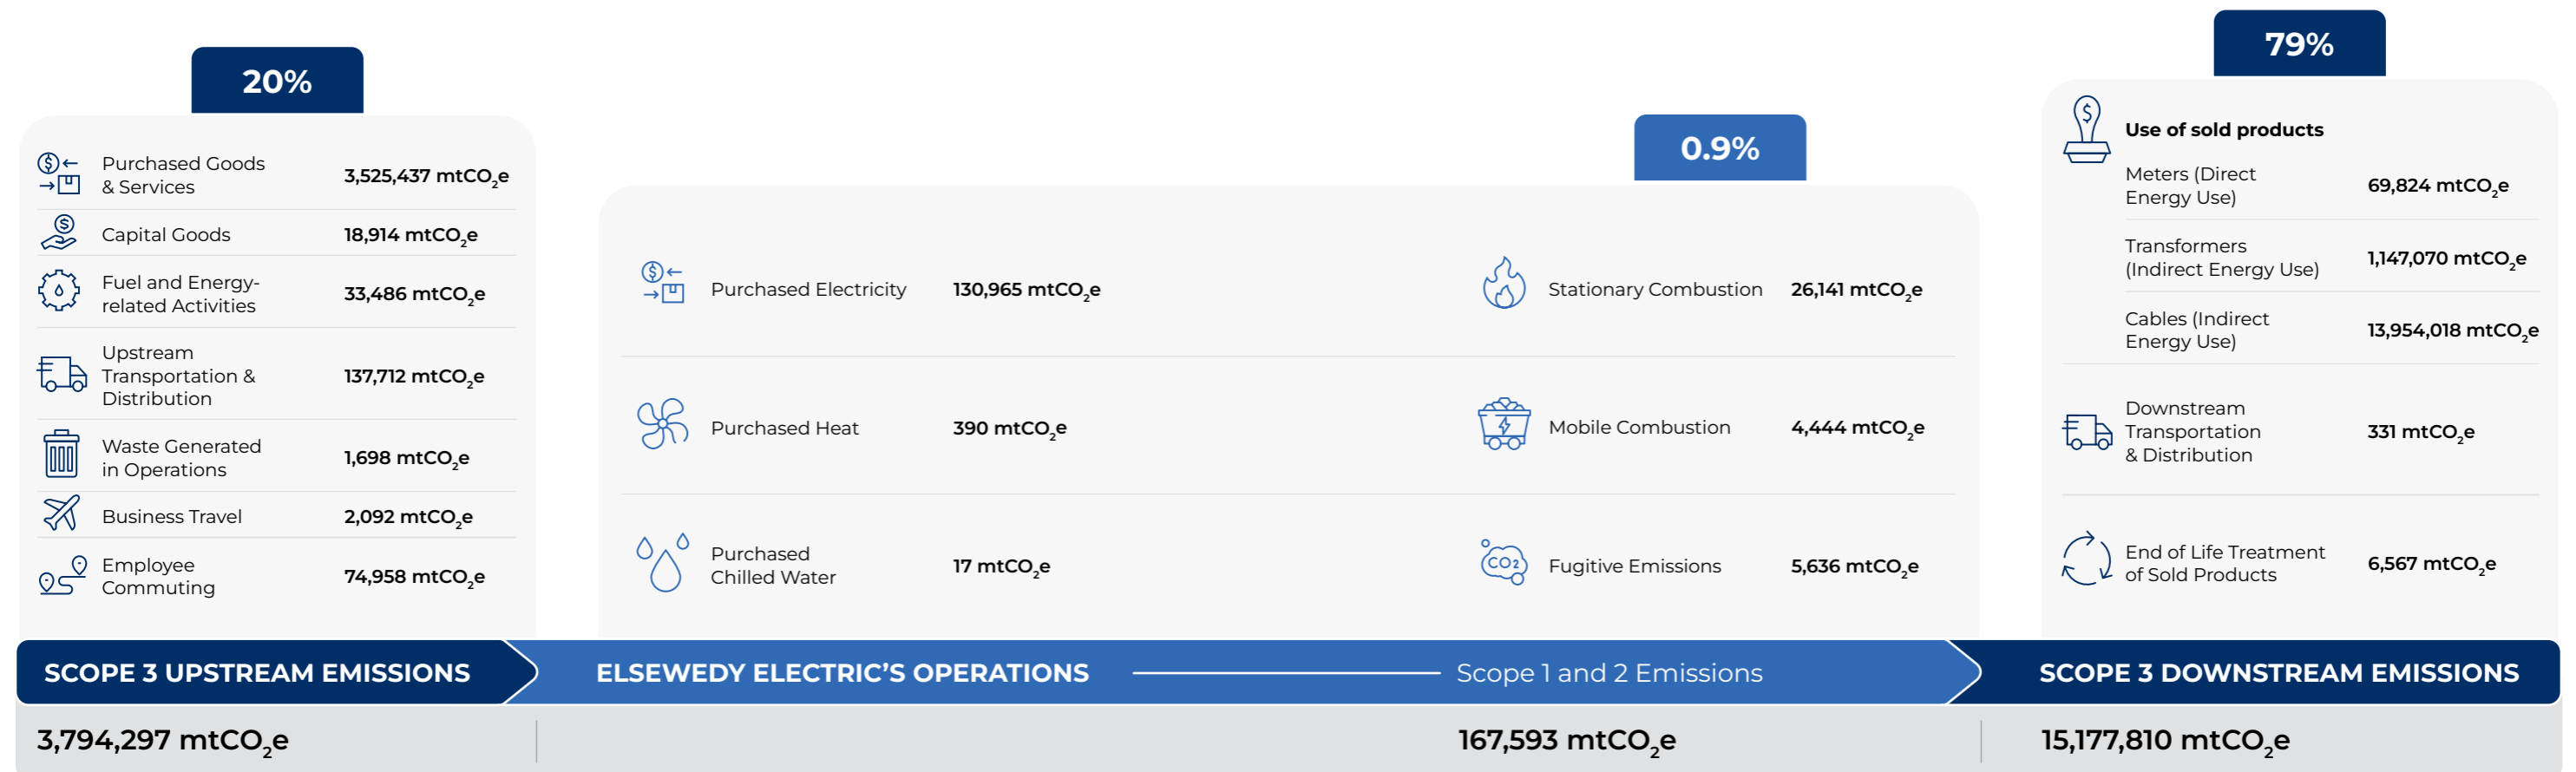 20%
Purchased Goods
& Services
3,525,437 mtCO₂e
Capital Goods
18,914 mtCO₂e
Fuel and Energy-
related Activities
33,486 mtCO₂e
Upstream
Transportation &
Distribution
137,712 mtCO₂e
Waste Generated
in Operations
1,698 mtCO₂e
Business Travel
2,092 mtCO₂e
Employee
Commuting
74,958 mtCO₂e
SCOPE 3 UPSTREAM EMISSIONS
3,794,297 mtCO₂e
0.9%
Purchased Electricity
130,965 mtCO₂e
Purchased Heat
390 mtCO₂e
Purchased
Chilled Water
17 mtCO₂e
Stationary Combustion
26,141 mtCO₂e
Mobile Combustion
4,444 mtCO₂e
CO2
Fugitive Emissions
5,636 mtCO₂e
ELSEWEDY ELECTRIC’S OPERATIONS
Scope 1 and 2 Emissions
167,593 mtCO₂e
79%
Use of sold products
Meters (Direct
Energy Use)
69,824 mtCO₂e
Transformers
(Indirect Energy Use)
1,147,070 mtCO₂e
Cables (Indirect
Energy Use)
13,954,018 mtCO₂e
Downstream
Transportation
& Distribution
331 mtCO₂e
End of Life Treatment
of Sold Products
6,567 mtCO₂e
SCOPE 3 DOWNSTREAM EMISSIONS
15,177,810 mtCO₂e